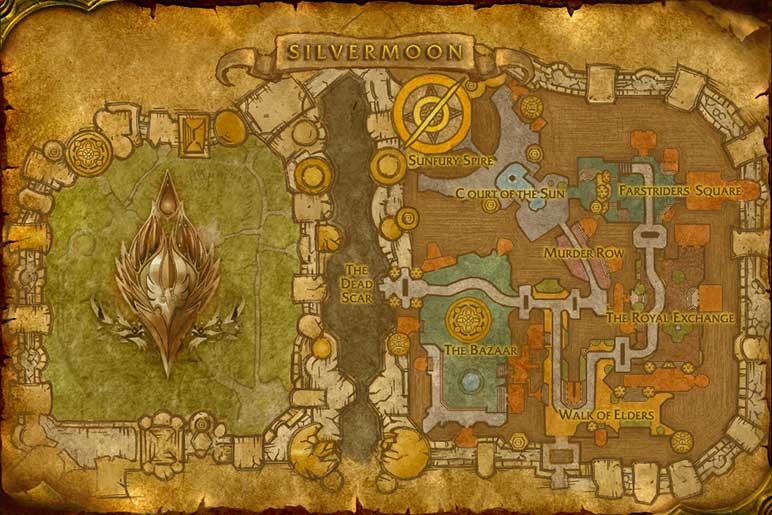 SILVERMOON
SUNFURY SPIRE
COURT OF THE SUN
FARSTRIDERS SQUARE
MURDER ROW
THE
DEAD
SCAR
THE ROYAL EXCHANGE
THE BAZAAR
WALK OF ELDERS